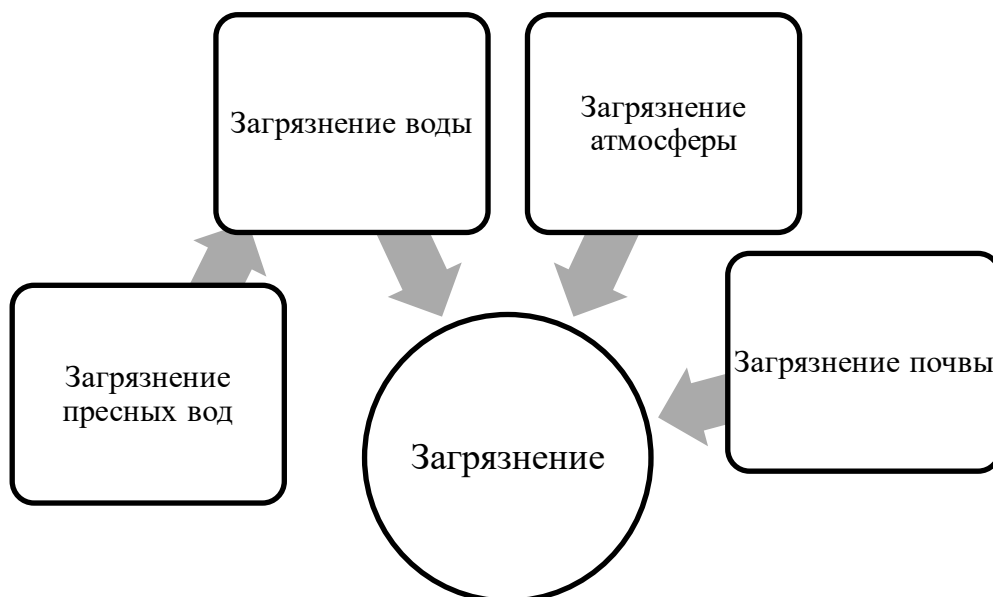 Загрязнение воды
Загрязнение
атмосферы
Загрязнение
пресных вод
Загрязнение почвы
Загрязнение